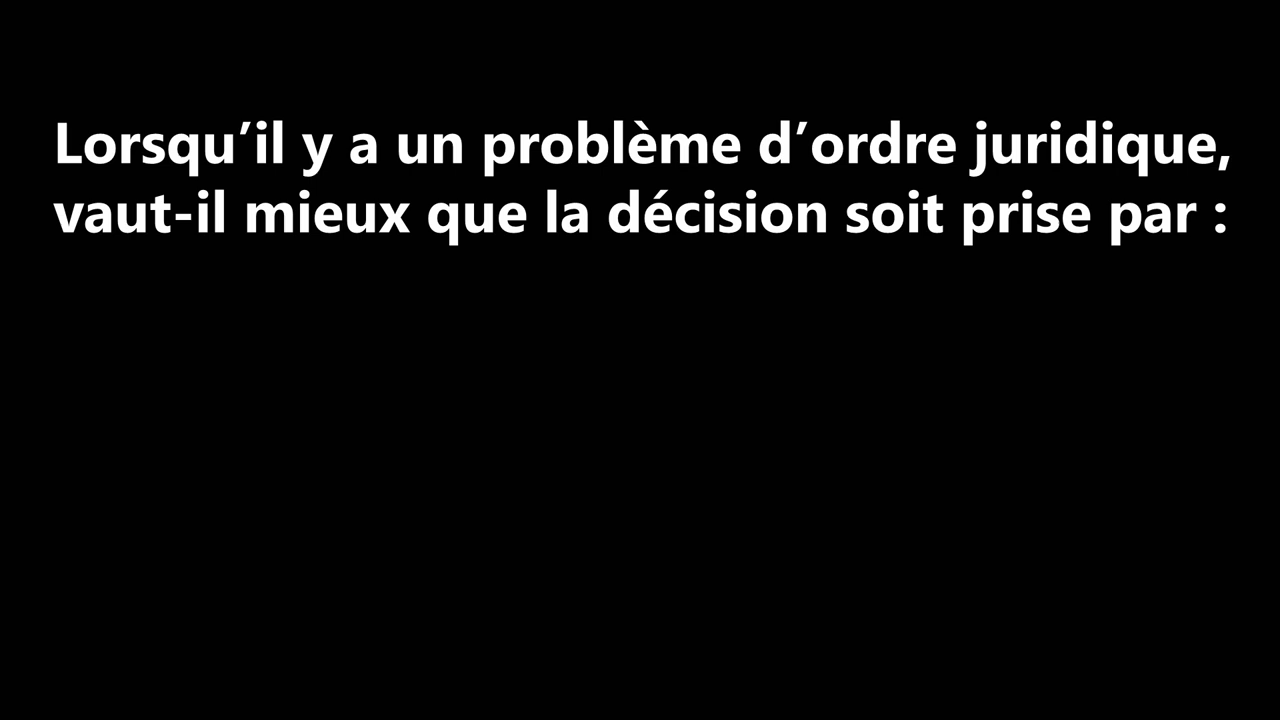 Lorsqu’il y a un problème d’ordre juridique,
vaut-il mieux que la décision soit prise par :